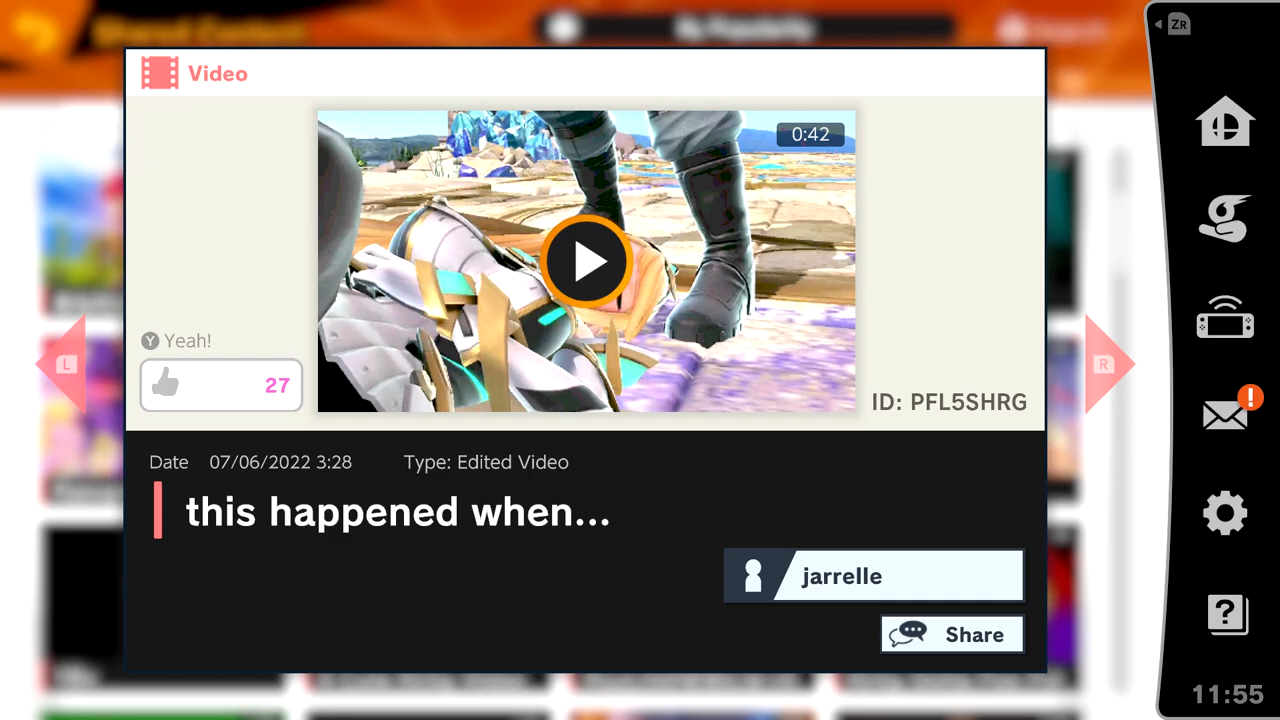 ZR
Video
0:42
Y Yeah!
27
L
R
ID: PFL5SHRG
Date 07/06/2022 3:28 Type: Edited Video
this happened when...
jarrelle
Share
11:55